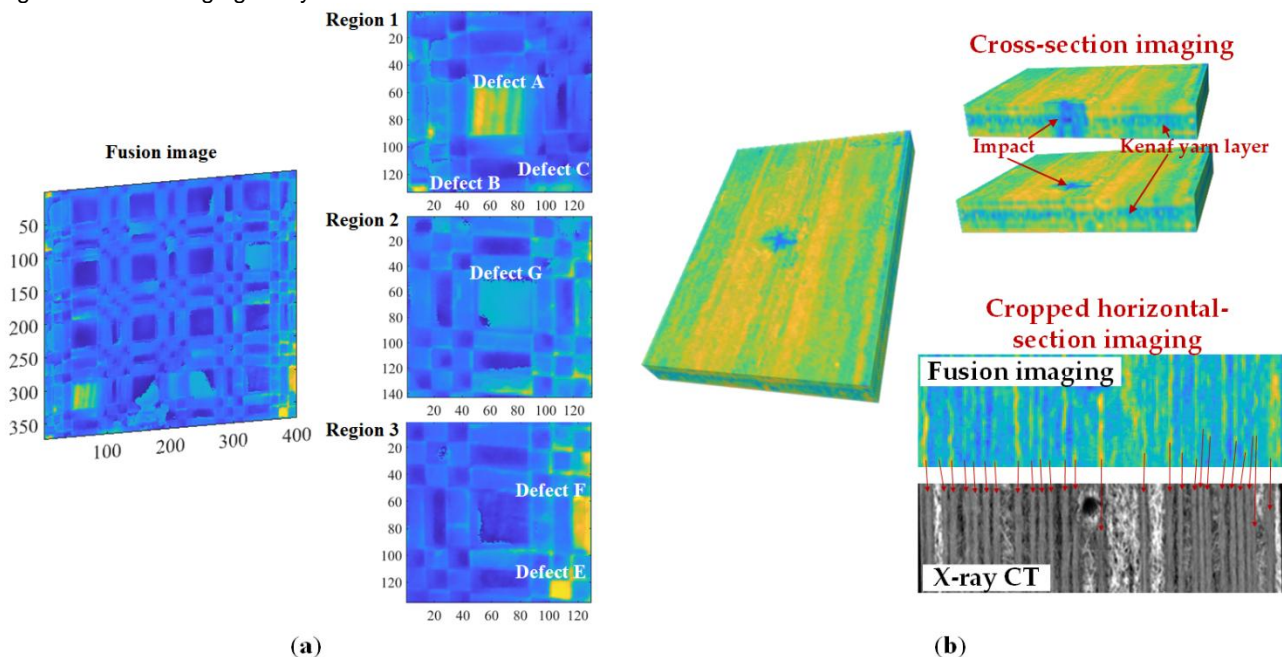 Region 1
20
40
60
80
100
120
20 40 60 80 100 120
Defect A
Defect B
Defect C
Fusion image
50
100
150
200
250
300
350
100 200 300 400
Region 2
20
40
60
80
100
120
140
20 40 60 80 100 120
Defect G
Region 3
20
40
60
80
100
120
20 40 60 80 100 120
Defect F
Defect E
(a)
Cross-section imaging
Impact
Kenaf yarn layer
Cropped horizontal-
section imaging
Fusion imaging
X-ray CT
(b)